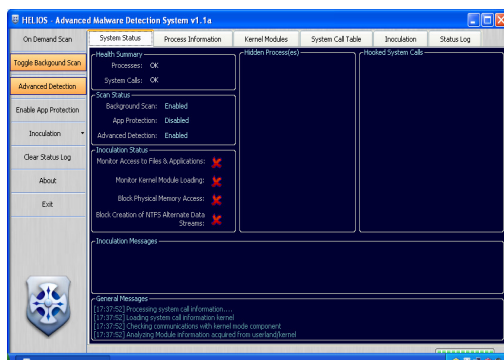 HELIOS - Advanced Malware Detection System v1.1a
On Demand Scan
Toggle Backgound Scan
Advanced Detection
Enable App Protection
Inoculation
Clear Status Log
About
Exit
System Status
Process Information
Kernel Modules
System Call Table
Inoculation
Status Log
Health Summary
Processes: OK
System Calls: OK
Scan Status
Background Scan: Enabled
App Protection: Disabled
Advanced Detection: Enabled
Inoculation Status
Monitor Access to Files & Applications:
Monitor Kernel Module Loading:
Block Physical Memory Access:
Block Creation of NTFS Alternate Data
Streams:
Hidden Process(es)
Hooked System Calls
Inoculation Messages
General Messages
[17:37:52] Processing system call information....
[17:37:52] Loading system call information kernel
[17:37:52] Checking communications with kernel mode component
[17:37:52] Analyzing Module information acquired from userland/kernel